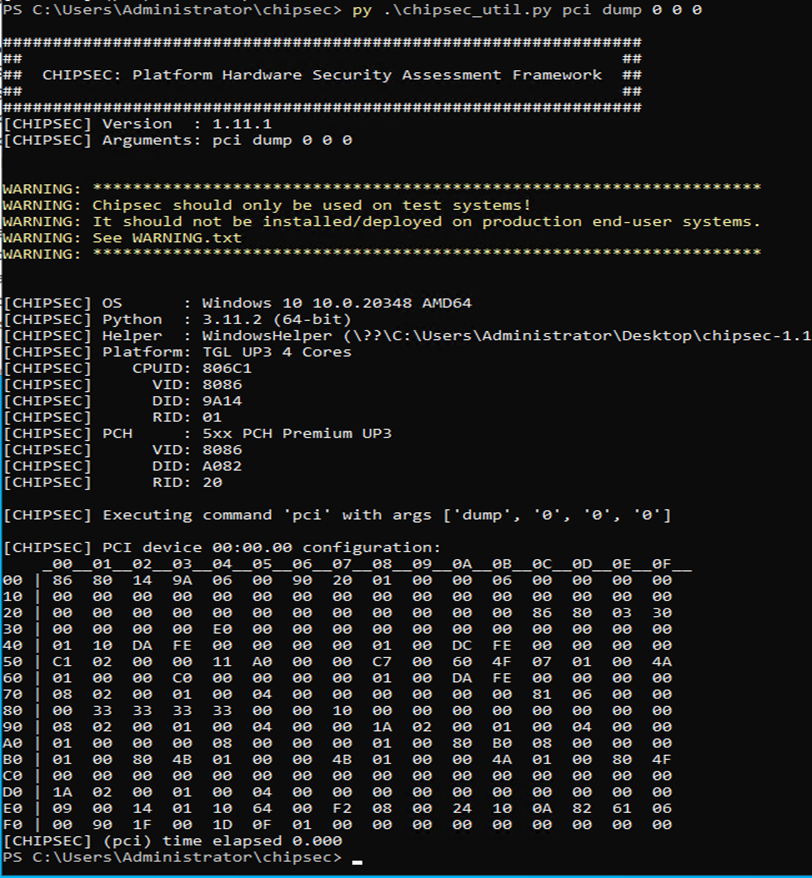 PS C:\Users\Administrator\chipsec> py .\chipsec_util.py pci dump 0 0 0
################################################################
##                                                            ##
##  CHIPSEC: Platform Hardware Security Assessment Framework  ##
##                                                            ##
################################################################
[CHIPSEC] Version  : 1.11.1
[CHIPSEC] Arguments: pci dump 0 0 0
WARNING: *******************************************************************
WARNING: Chipsec should only be used on test systems!
WARNING: It should not be installed/deployed on production end-user systems.
WARNING: See WARNING.txt
WARNING: *******************************************************************
[CHIPSEC] OS      : Windows 10 10.0.20348 AMD64
[CHIPSEC] Python  : 3.11.2 (64-bit)
[CHIPSEC] Helper  : WindowsHelper (\??\C:\Users\Administrator\Desktop\chipsec-1.1
[CHIPSEC] Platform: TGL UP3 4 Cores
[CHIPSEC]    CPUID: 806C1
[CHIPSEC]      VID: 8086
[CHIPSEC]      DID: 9A14
[CHIPSEC]      RID: 01
[CHIPSEC] PCH     : 5xx PCH Premium UP3
[CHIPSEC]      VID: 8086
[CHIPSEC]      DID: A082
[CHIPSEC]      RID: 20
[CHIPSEC] Executing command 'pci' with args ['dump', '0', '0', '0']
[CHIPSEC] PCI device 00:00.00 configuration:
    _00__01__02__03__04__05__06__07__08__09__0A__0B__0C__0D__0E__0F__
00 | 86  80  14  9A  06  00  90  20  01  00  00  06  00  00  00  00
10 | 00  00  00  00  00  00  00  00  00  00  00  00  00  00  00  00
20 | 00  00  00  00  00  00  00  00  00  00  00  00  86  80  03  30
30 | 00  00  00  00  E0  00  00  00  00  00  00  00  00  00  00  00
40 | 01  10  DA  FE  00  00  00  00  01  00  DC  FE  00  00  00  00
50 | C1  02  00  00  11  A0  00  00  C7  00  60  4F  07  01  00  4A
60 | 01  00  00  C0  00  00  00  00  01  00  DA  FE  00  00  00  00
70 | 08  02  00  01  00  04  00  00  00  00  00  00  81  06  00  00
80 | 00  33  33  33  33  00  00  10  00  00  00  00  00  00  00  00
90 | 08  02  00  01  00  04  00  00  1A  02  00  01  00  04  00  00
A0 | 01  00  00  00  08  00  00  00  01  00  80  B0  08  00  00  00
B0 | 01  00  80  4B  01  00  00  4B  01  00  00  4A  01  00  80  4F
C0 | 00  00  00  00  00  00  00  00  00  00  00  00  00  00  00  00
D0 | 1A  02  00  01  00  04  00  00  00  00  00  00  00  00  00  00
E0 | 09  00  14  01  10  64  00  F2  08  00  24  10  0A  82  61  06
F0 | 00  90  1F  00  1D  0F  01  00  00  00  00  00  00  00  00  00
[CHIPSEC] (pci) time elapsed 0.000
PS C:\Users\Administrator\chipsec>